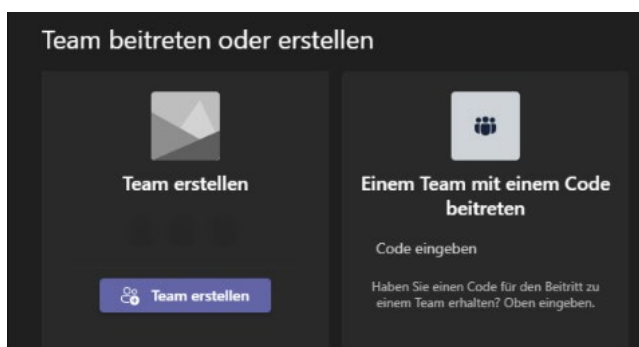 Team beitreten oder erstellen
Team erstellen
Team erstellen
Einem Team mit einem Code
beitreten
Code eingeben
Haben Sie einen Code für den Beitritt zu
einem Team erhalten? Oben eingeben.